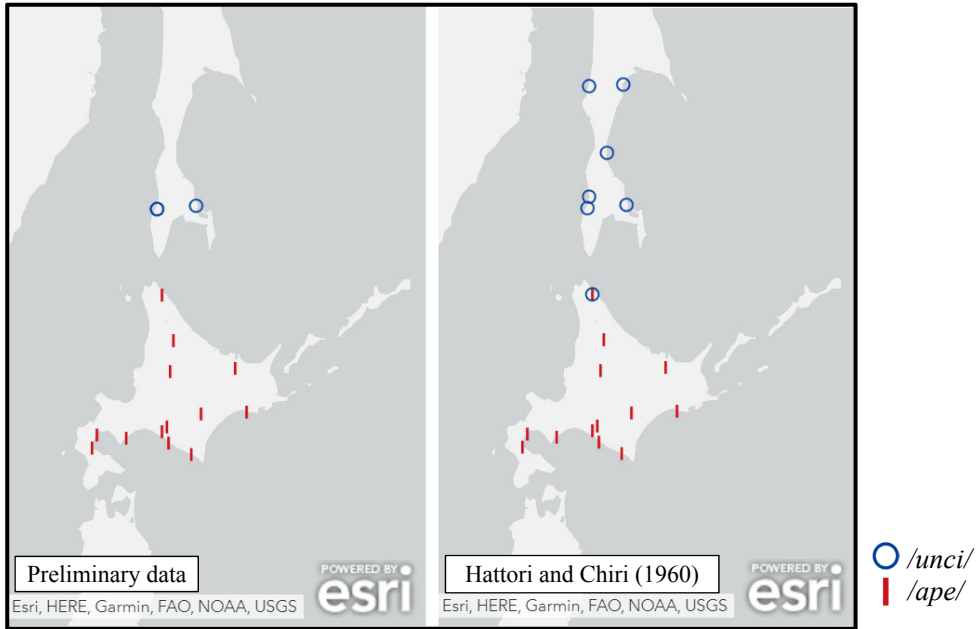 Preliminary data
POWERED BY
esri
Esri, HERE, Garmin, FAO, NOAA, USGS
Hattori and Chiri (1960)
POWERED BY
esri
Esri, HERE, Garmin, FAO, NOAA, USGS
/unci/
/ape/